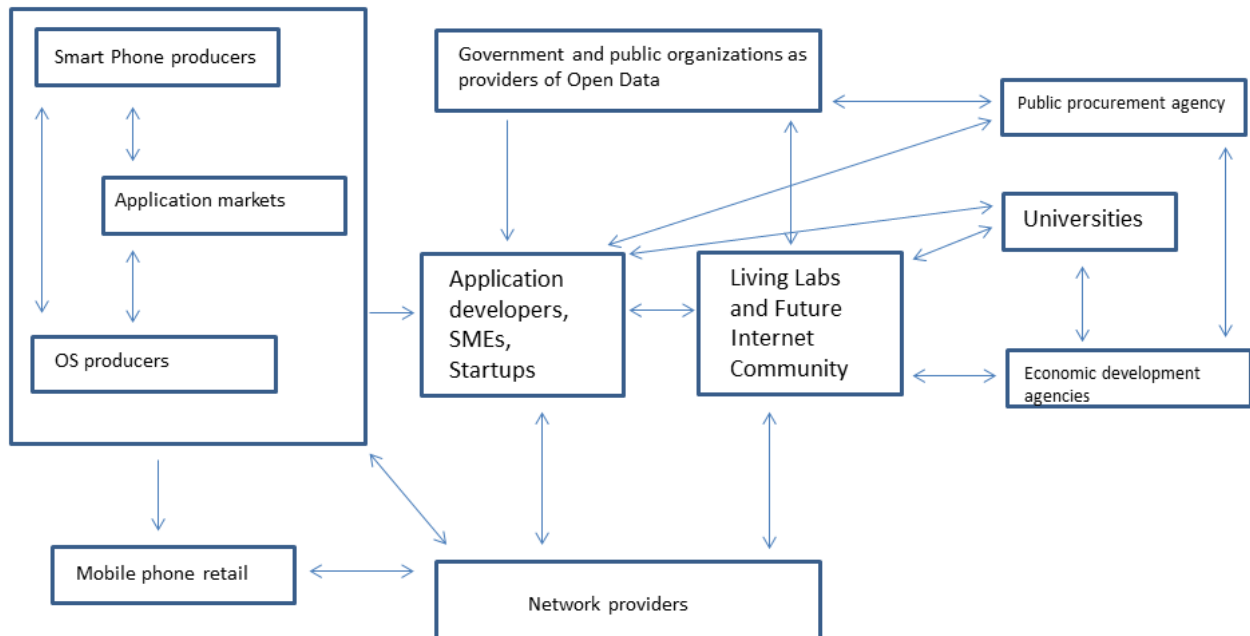 Smart Phone producers
Application markets
OS producers
Mobile phone retail
Government and public organizations as
providers of Open Data
Application
developers,
SMEs,
Startups
Living Labs
and Future
Internet
Community
Network providers
Public procurement agency
Universities
Economic development
agencies